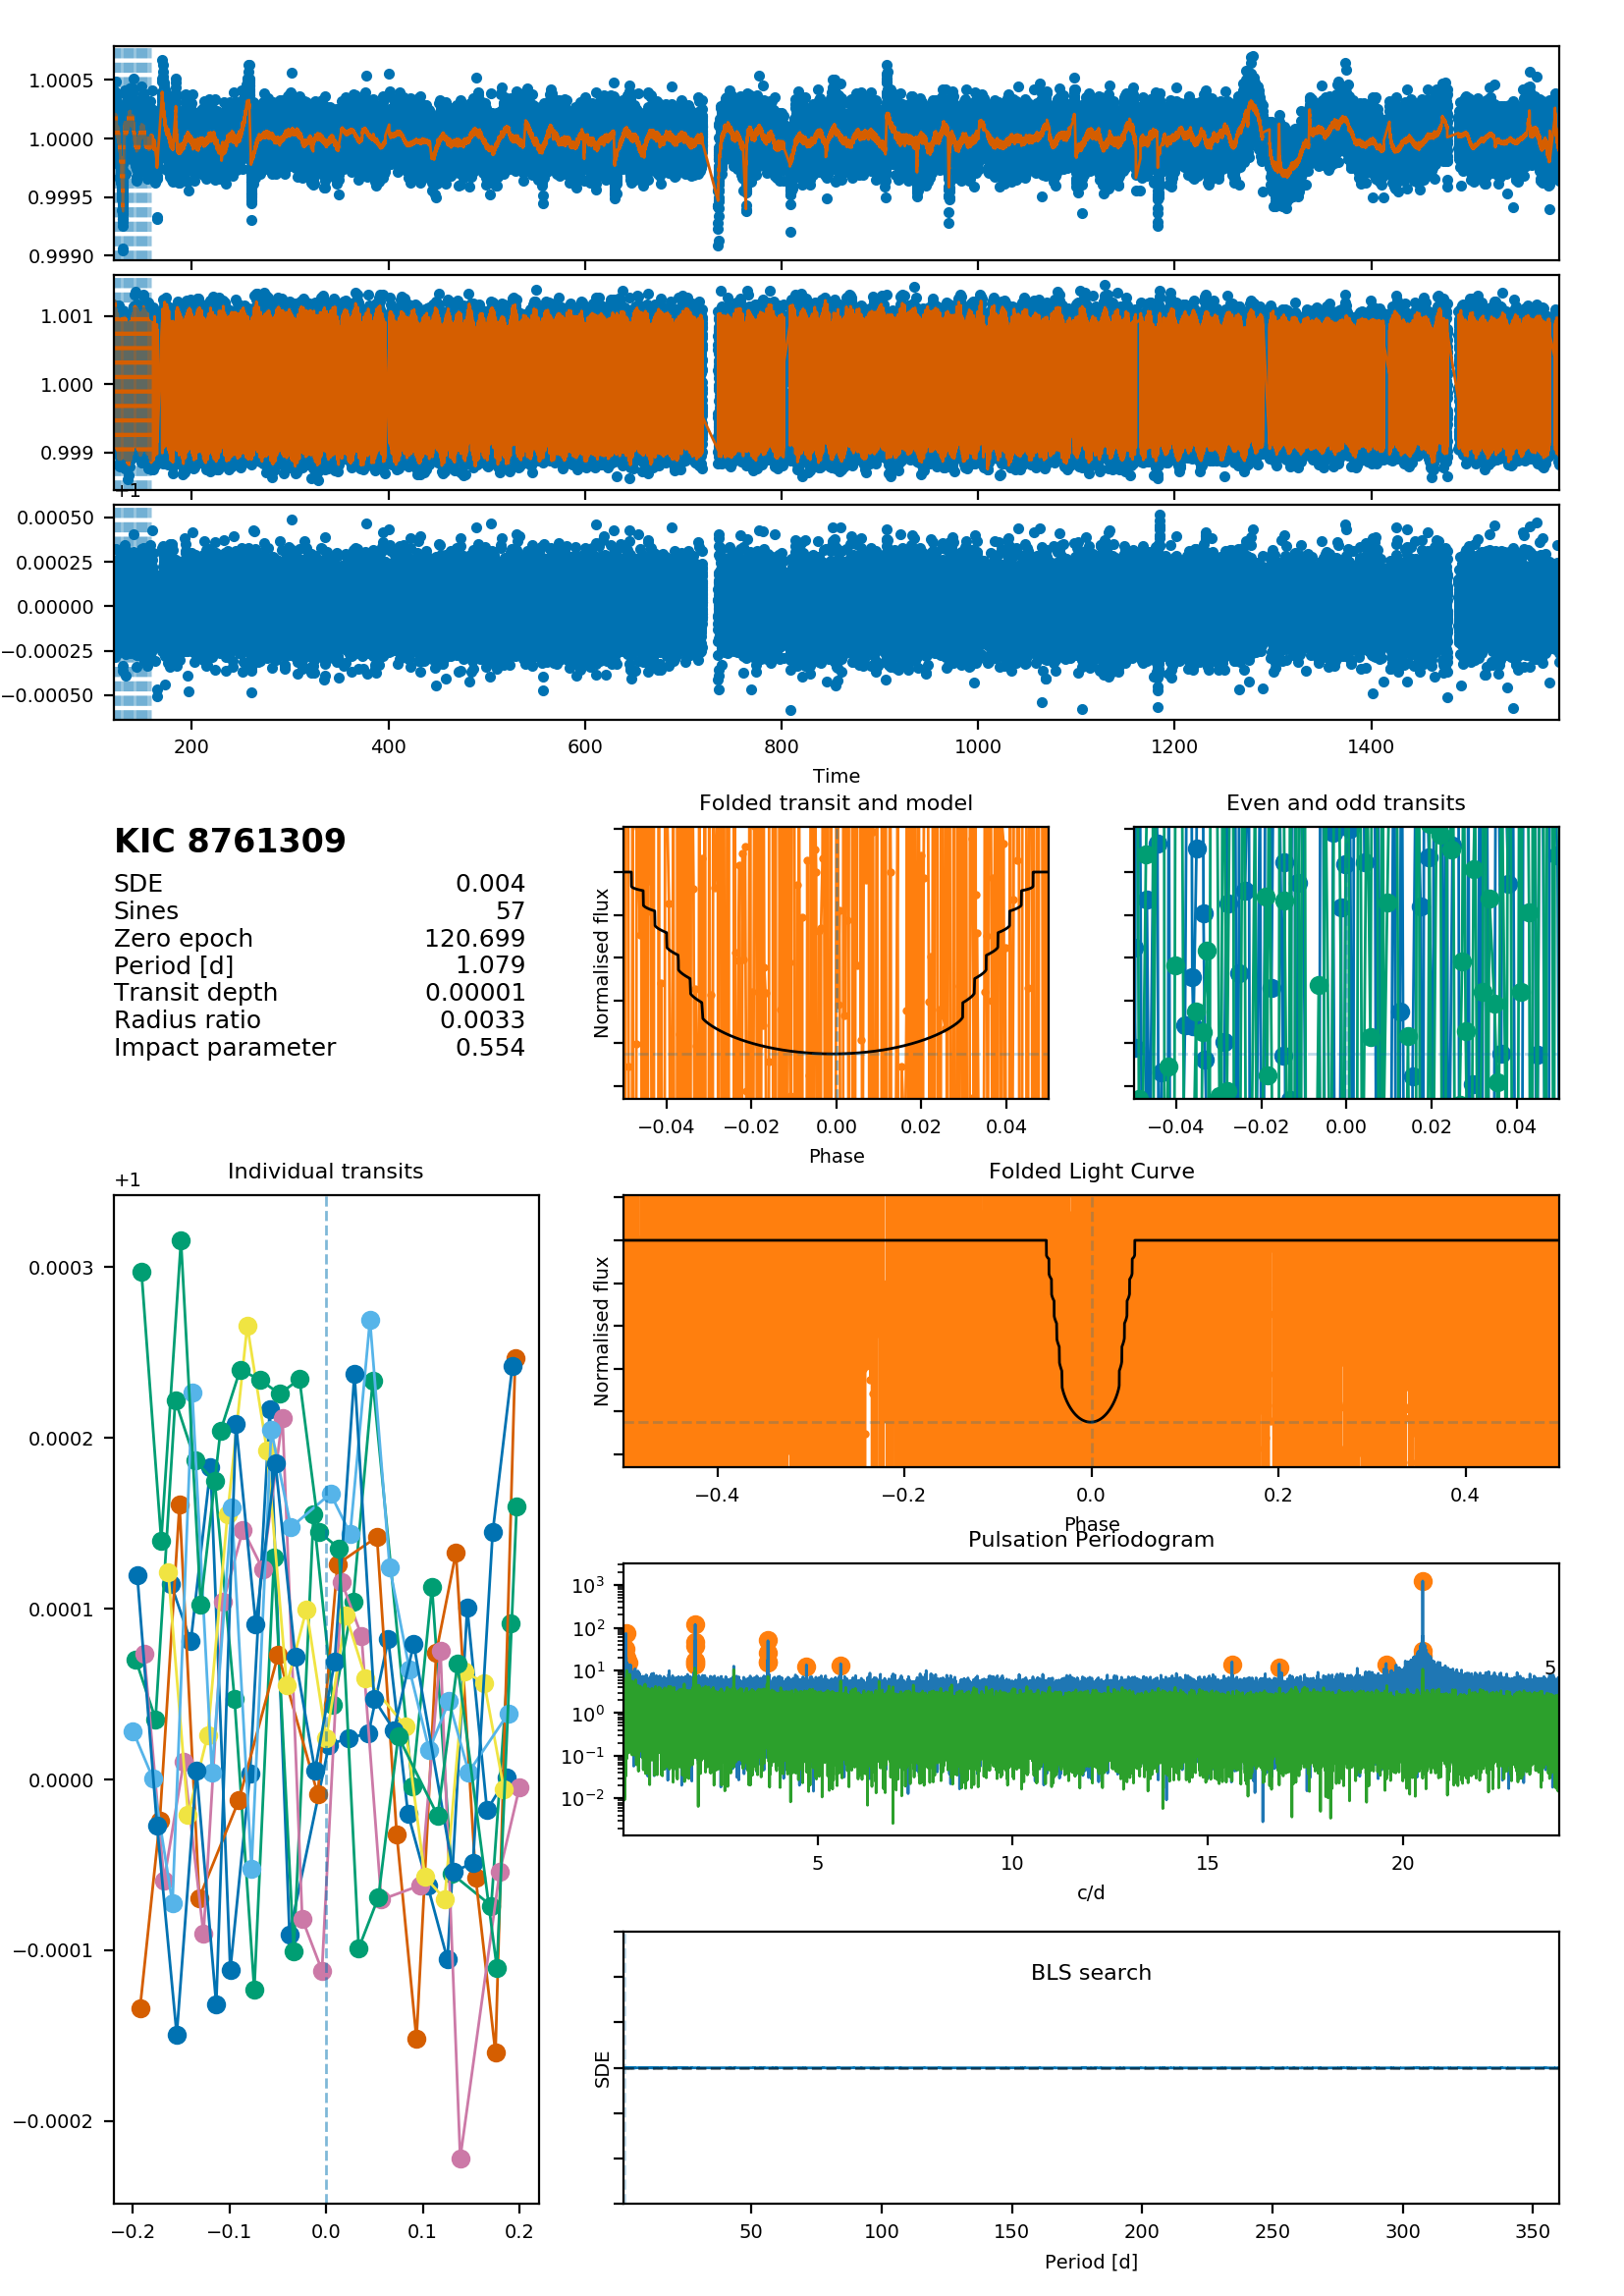 1.0005
1.0000
0.9995
0.9990
1.001
1.000
0.999
+1
0.00050
0.00025
0.00000
−0.00025
−0.00050
200 400 600 800 1000 1200 1400
Time
KIC 8761309
SDE 0.004
Sines 57
Zero epoch 120.699
Period [d] 1.079
Transit depth 0.00001
Radius ratio 0.0033
Impact parameter 0.554
Folded transit and model
Normalised flux
−0.04 −0.02 0.00 0.02 0.04
Phase
Even and odd transits
−0.04 −0.02 0.00 0.02 0.04
Individual transits
+1
0.0003
0.0002
0.0001
0.0000
−0.0001
−0.0002
−0.2 −0.1 0.0 0.1 0.2
Folded Light Curve
Normalised flux
−0.4 −0.2 0.0 0.2 0.4
Phase
Pulsation Periodogram
10³
10²
10¹
10⁰
10⁻¹
10⁻²
5
5 10 15 20
c/d
BLS search
SDE
50 100 150 200 250 300 350
Period [d]